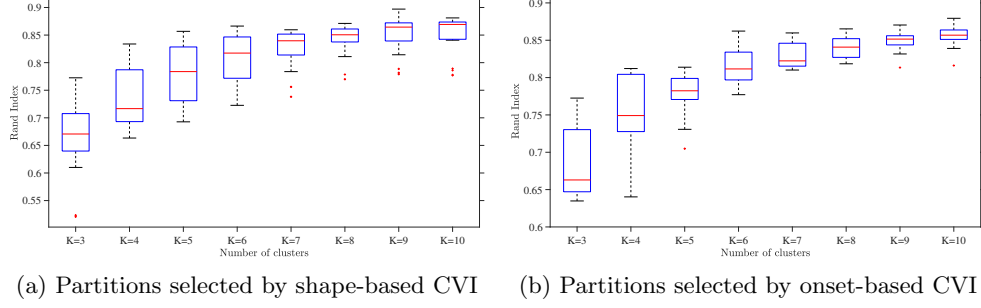 0.9
0.85
0.8
0.75
0.7
0.65
0.6
0.55
Rand Index
K=3 K=4 K=5 K=6 K=7 K=8 K=9 K=10
Number of clusters
(a) Partitions selected by shape-based CVI
0.9
0.85
0.8
0.75
0.7
0.65
0.6
Rand Index
K=3 K=4 K=5 K=6 K=7 K=8 K=9 K=10
Number of clusters
(b) Partitions selected by onset-based CVI